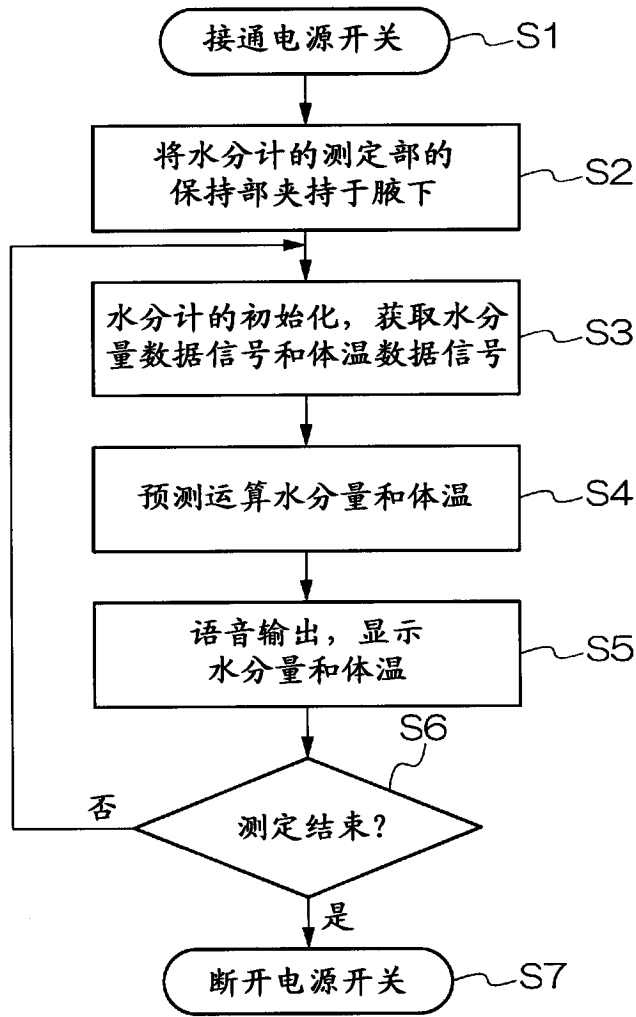 接通电源开关
S1
将水分计的测定部的
保持部夹持于腋下
S2
水分计的初始化，获取水分
量数据信号和体温数据信号
S3
预测运算水分量和体温
S4
语音输出，显示
水分量和体温
S5
S6
测定结束？
否
是
断开电源开关
S7